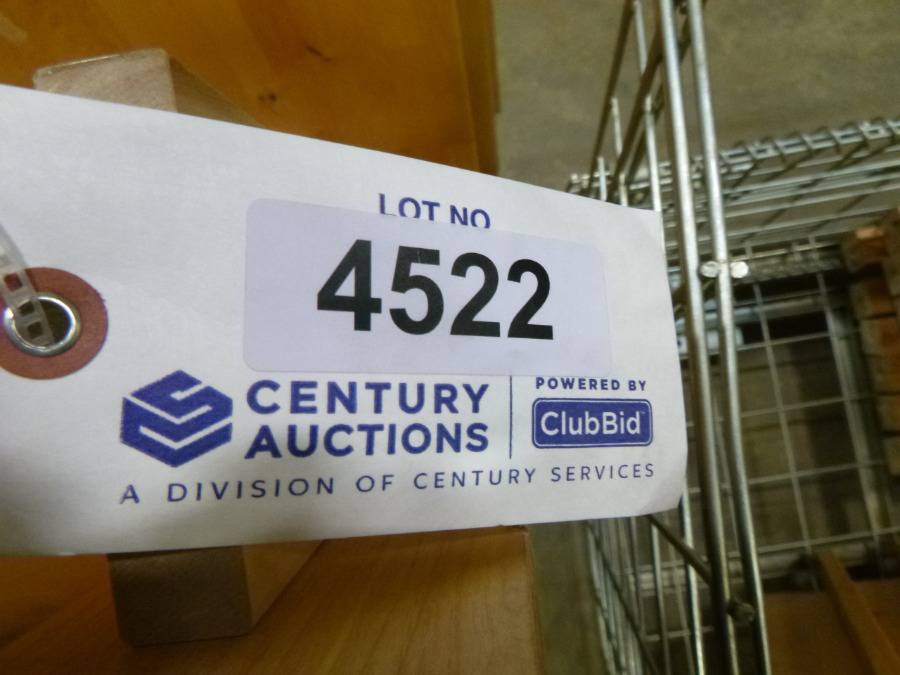 LOT NO
4522
CENTURY
AUCTIONS
POWERED BY
ClubBid
A DIVISION OF CENTURY SERVICES